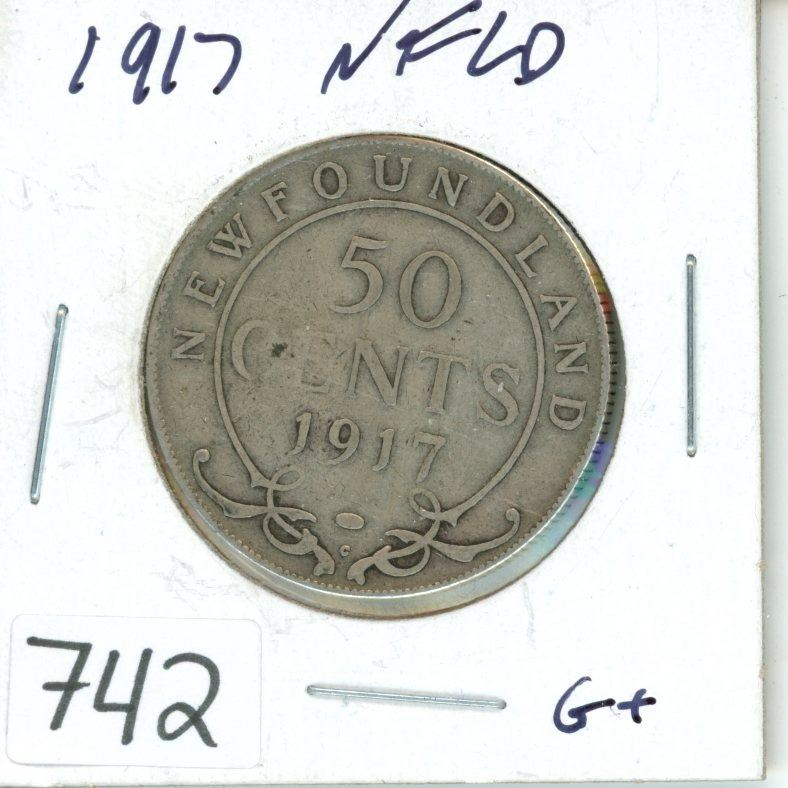 1917 NFLD
NEWFOUNDLAND
50
CENTS
1917
C
742
G+